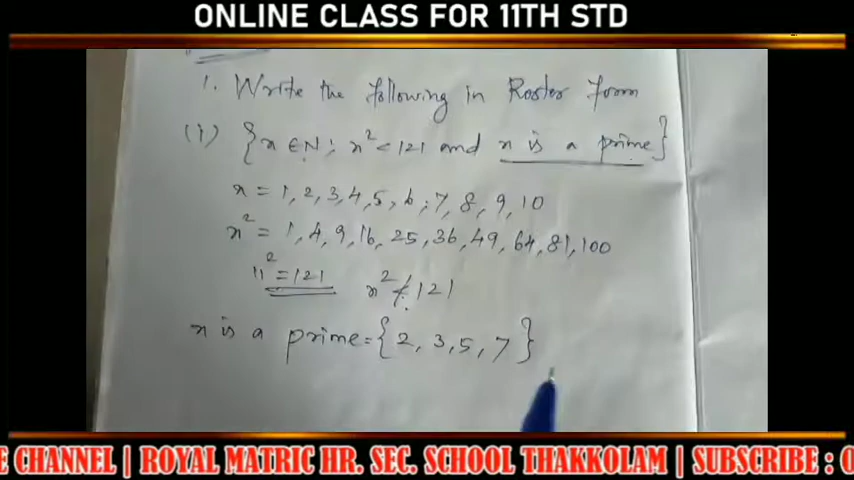 ONLINE CLASS FOR 11TH STD
1. Write the following in Roster form
(i) {x ∈ N; x² < 121 and x is a prime}
x = 1, 2, 3, 4, 5, 6, 7, 8, 9, 10
x² = 1, 4, 9, 16, 25, 36, 49, 64, 81, 100
11² = 121 x² ≮ 121
x is a prime = {2, 3, 5, 7}
E CHANNEL | ROYAL MATRIC HR. SEC. SCHOOL THAKKOLAM | SUBSCRIBE : O